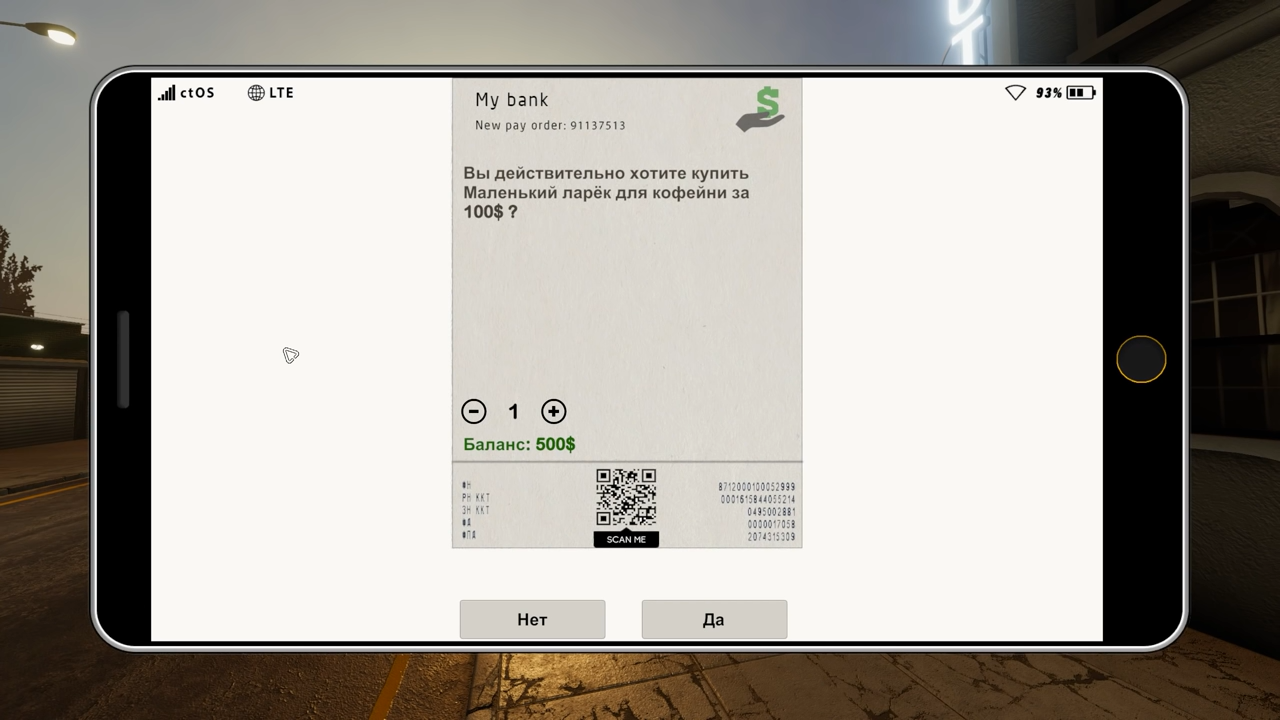 ctOS LTE 93%
My bank
New pay order: 91137513
Вы действительно хотите купить
Маленький ларёк для кофейни за
100$ ?
1
Баланс: 500$
ФН 8712000100052999
РН ККТ 0001615844055214
ЗН ККТ 0495002881
ФД 0000017058
ФПД 2074315309
SCAN ME
Нет Да